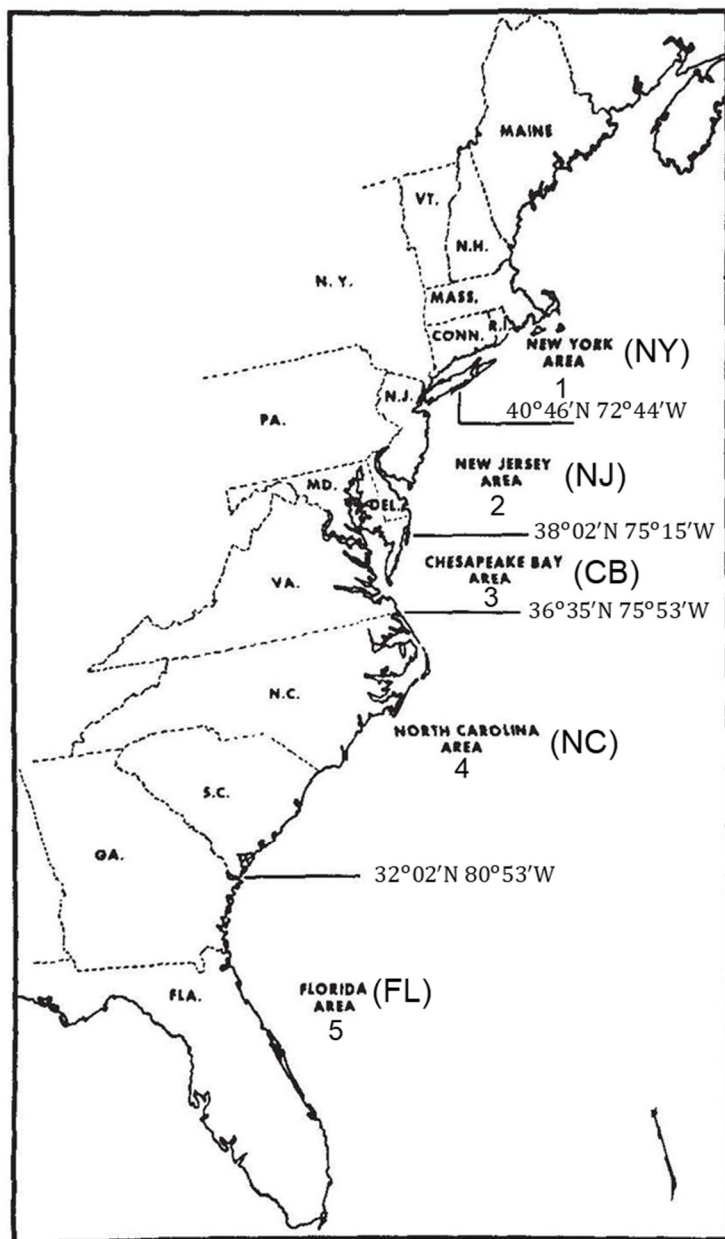 MAINE
VT.
N.H.
N.Y.
MASS.
CONN.
R.I.
NEW YORK
AREA
(NY)
1
40°46′N 72°44′W
N.J.
PA.
NEW JERSEY
AREA
(NJ)
2
MD.
DEL.
38°02′N 75°15′W
CHESAPEAKE BAY
AREA
(CB)
3
VA.
36°35′N 75°53′W
N.C.
NORTH CAROLINA
AREA
(NC)
4
S.C.
GA.
32°02′N 80°53′W
FLA.
FLORIDA
AREA
(FL)
5